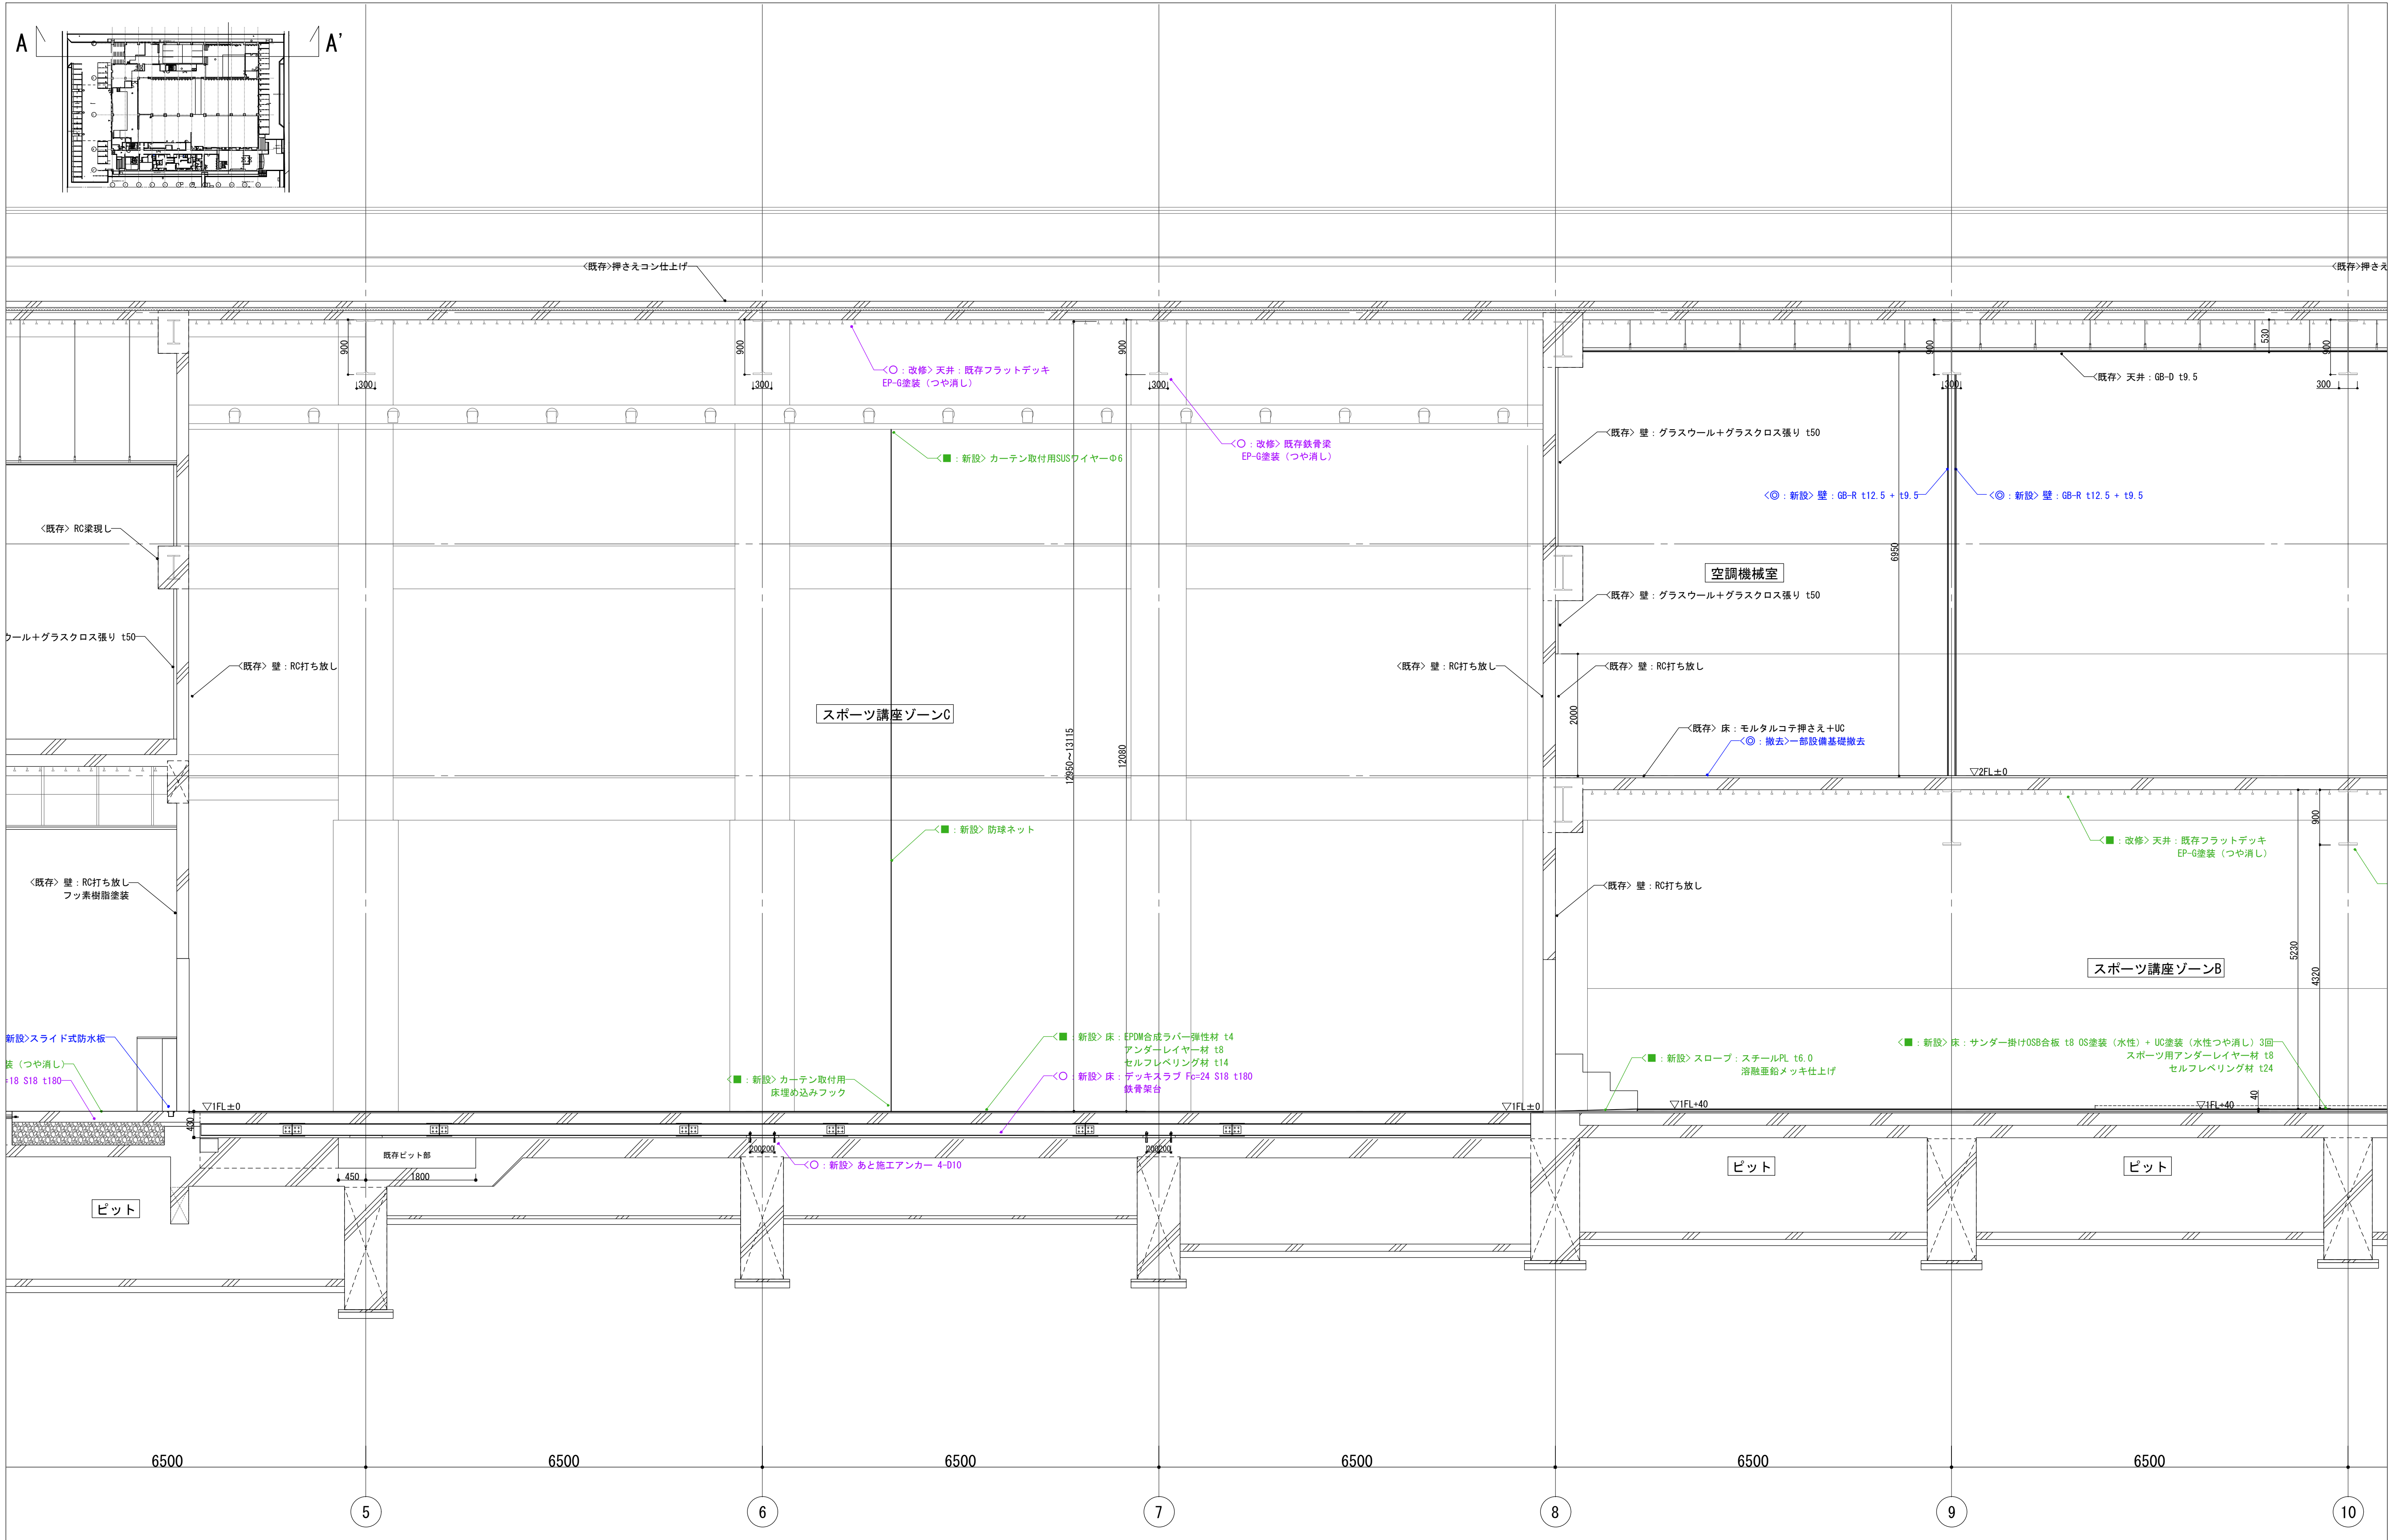 A
A'
〈既存〉押さえコン仕上げ
〈既存〉押さえ
900
900
900
900
530
900
300
300
300
300
300
〈○：改修〉天井：既存フラットデッキ
EP-G塗装（つや消し）
〈既存〉天井：GB-D t9.5
〈○：改修〉既存鉄骨梁
EP-G塗装（つや消し）
〈既存〉壁：グラスウール＋グラスクロス張り t50
〈■：新設〉カーテン取付用SUSワイヤーΦ6
〈◎：新設〉壁：GB-R t12.5 + t9.5
〈◎：新設〉壁：GB-R t12.5 + t9.5
〈既存〉RC梁現し
6950
空調機械室
〈既存〉壁：グラスウール＋グラスクロス張り t50
ウール＋グラスクロス張り t50
〈既存〉壁：RC打ち放し
〈既存〉壁：RC打ち放し
〈既存〉壁：RC打ち放し
スポーツ講座ゾーンC
2000
12950~13115
12080
〈既存〉床：モルタルコテ押さえ＋UC
〈◎：撤去〉一部設備基礎撤去
▽2FL±0
〈■：新設〉防球ネット
900
〈■：改修〉天井：既存フラットデッキ
EP-G塗装（つや消し）
〈既存〉壁：RC打ち放し
フッ素樹脂塗装
〈既存〉壁：RC打ち放し
5230
4320
スポーツ講座ゾーンB
新設〉スライド式防水板
〈■：新設〉床：EPDM合成ラバー弾性材 t4
アンダーレイヤー材 t8
セルフレベリング材 t14
〈○：新設〉床：デッキスラブ Fc=24 S18 t180
鉄骨架台
〈■：新設〉床：サンダー掛けOSB合板 t8 OS塗装（水性）+ UC塗装（水性つや消し）3回
スポーツ用アンダーレイヤー材 t8
セルフレベリング材 t24
装（つや消し）
=18 S18 t180
〈■：新設〉カーテン取付用
床埋め込みフック
〈■：新設〉スロープ：スチールPL t6.0
溶融亜鉛メッキ仕上げ
40
▽1FL±0
▽1FL±0
▽1FL+40
▽1FL+40
400
既存ピット部
200 200
200 200
〈○：新設〉あと施工アンカー 4-D10
450
1800
ピット
ピット
ピット
6500
6500
6500
6500
6500
6500
5
6
7
8
9
10